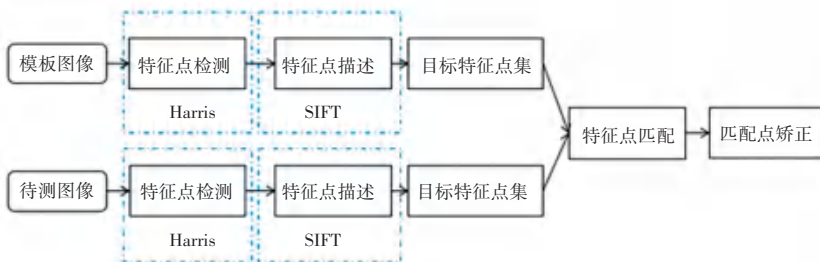 模板图像
特征点检测
特征点描述
目标特征点集
Harris
SIFT
特征点匹配
匹配点矫正
待测图像
特征点检测
特征点描述
目标特征点集
Harris
SIFT